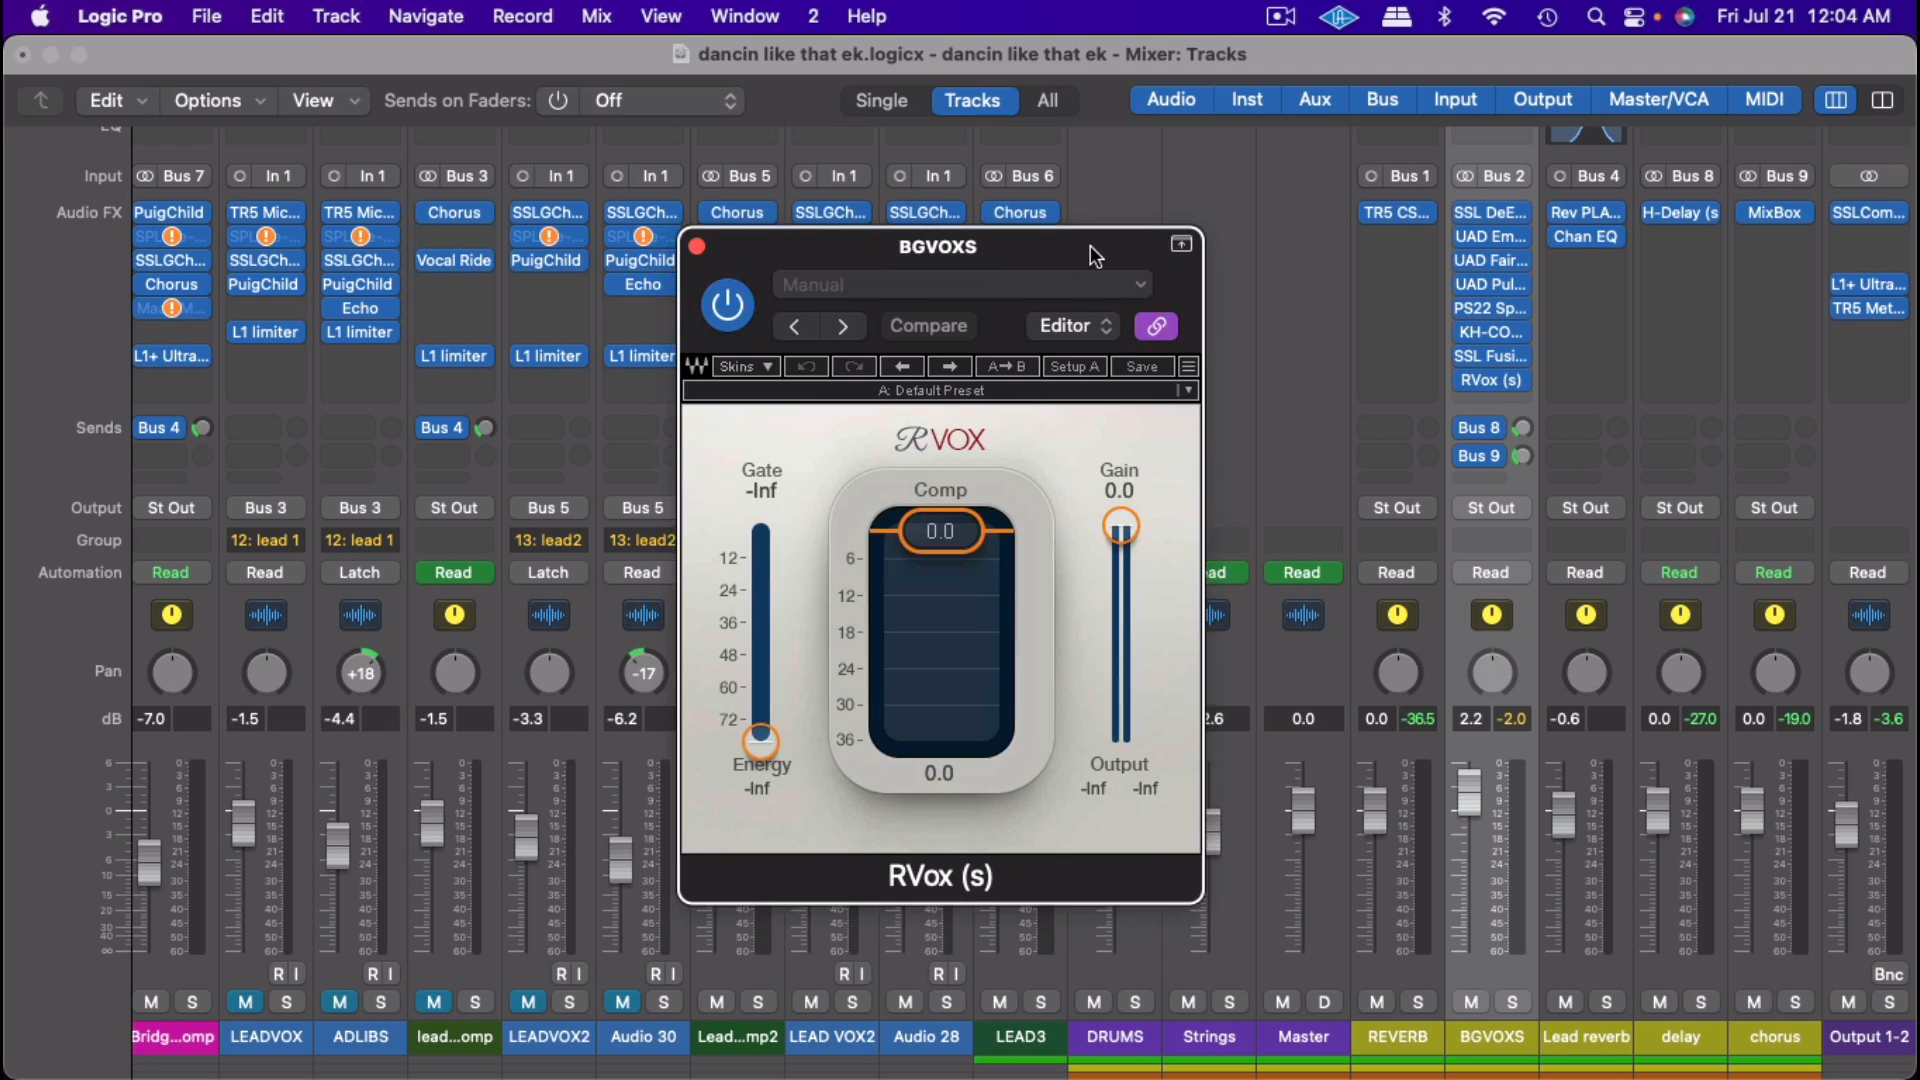 Logic Pro File Edit Track Navigate Record Mix View Window 2 Help Fri Jul 21 12:04 AM
dancin like that ek.logicx - dancin like that ek - Mixer: Tracks
Edit Options View Sends on Faders: Off Single Tracks All Audio Inst Aux Bus Input Output Master/VCA MIDI
EQ
Input Bus 7 In 1 In 1 Bus 3 In 1 In 1 Bus 5 In 1 In 1 Bus 6 Bus 1 Bus 2 Bus 4 Bus 8 Bus 9
Audio FX PuigChild TR5 Mic... TR5 Mic... Chorus SSLGCh... SSLGCh... Chorus SSLGCh... SSLGCh... Chorus TR5 CS... SSL DeE... Rev PLA... H-Delay (s MixBox SSLCom...
UAD Em... Chan EQ
SSLGCh... SSLGCh... SSLGCh... Vocal Ride PuigChild PuigChild UAD Fair...
Chorus PuigChild PuigChild Echo UAD Pul... L1+ Ultra...
Echo PS22 Sp... TR5 Met...
L1 limiter L1 limiter KH-CO...
L1+ Ultra... L1 limiter L1 limiter L1 limiter SSL Fusi...
RVox (s)
Sends Bus 4 Bus 4 Bus 8
Bus 9
Output St Out Bus 3 Bus 3 St Out Bus 5 Bus 5 St Out St Out St Out St Out St Out
Group 12: lead 1 12: lead 1 13: lead2 13: lead2
Automation Read Read Latch Read Latch Read Read Read Read Read Read Read Read
Pan +18 -17
dB -7.0 -1.5 -4.4 -1.5 -3.3 -6.2 2.6 0.0 0.0 -36.5 2.2 -2.0 -0.6 0.0 -27.0 0.0 -19.0 -1.8 -3.6
BGVOXS
Manual
Compare Editor
Skins A→B Setup A Save
A: Default Preset
RVOX
Gate Gain
-Inf Comp 0.0
0.0
12 24 36 48 60 72
6 12 18 24 30 36
Energy 0.0 Output
-Inf -Inf -Inf
RVox (s)
R I R I R I R I R I R I Bnc
M S M S M S M S M S M S M S M S M S M S M S M S M D M S M S M S M S M S M S
Bridg...omp LEADVOX ADLIBS lead...omp LEADVOX2 Audio 30 Lead...mp2 LEAD VOX2 Audio 28 LEAD3 DRUMS Strings Master REVERB BGVOXS Lead reverb delay chorus Output 1-2